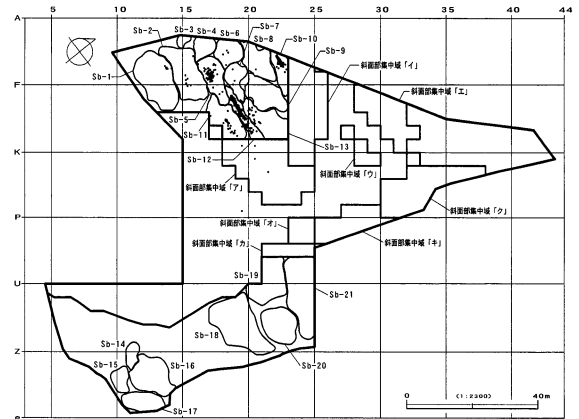 5 10 15 20 25 30 35 40 44
A
F
K
P
U
Z
e
Sb-1
Sb-2
Sb-3
Sb-4
Sb-6
Sb-7
Sb-8
Sb-10
Sb-9
Sb-5
Sb-11
Sb-12
Sb-13
斜面部集中域「イ」
斜面部集中域「エ」
斜面部集中域「ア」
斜面部集中域「ウ」
斜面部集中域「ク」
斜面部集中域「オ」
斜面部集中域「カ」
斜面部集中域「キ」
Sb-19
Sb-21
Sb-18
Sb-14
Sb-15
Sb-16
Sb-20
Sb-17
0 (1:2300) 40m